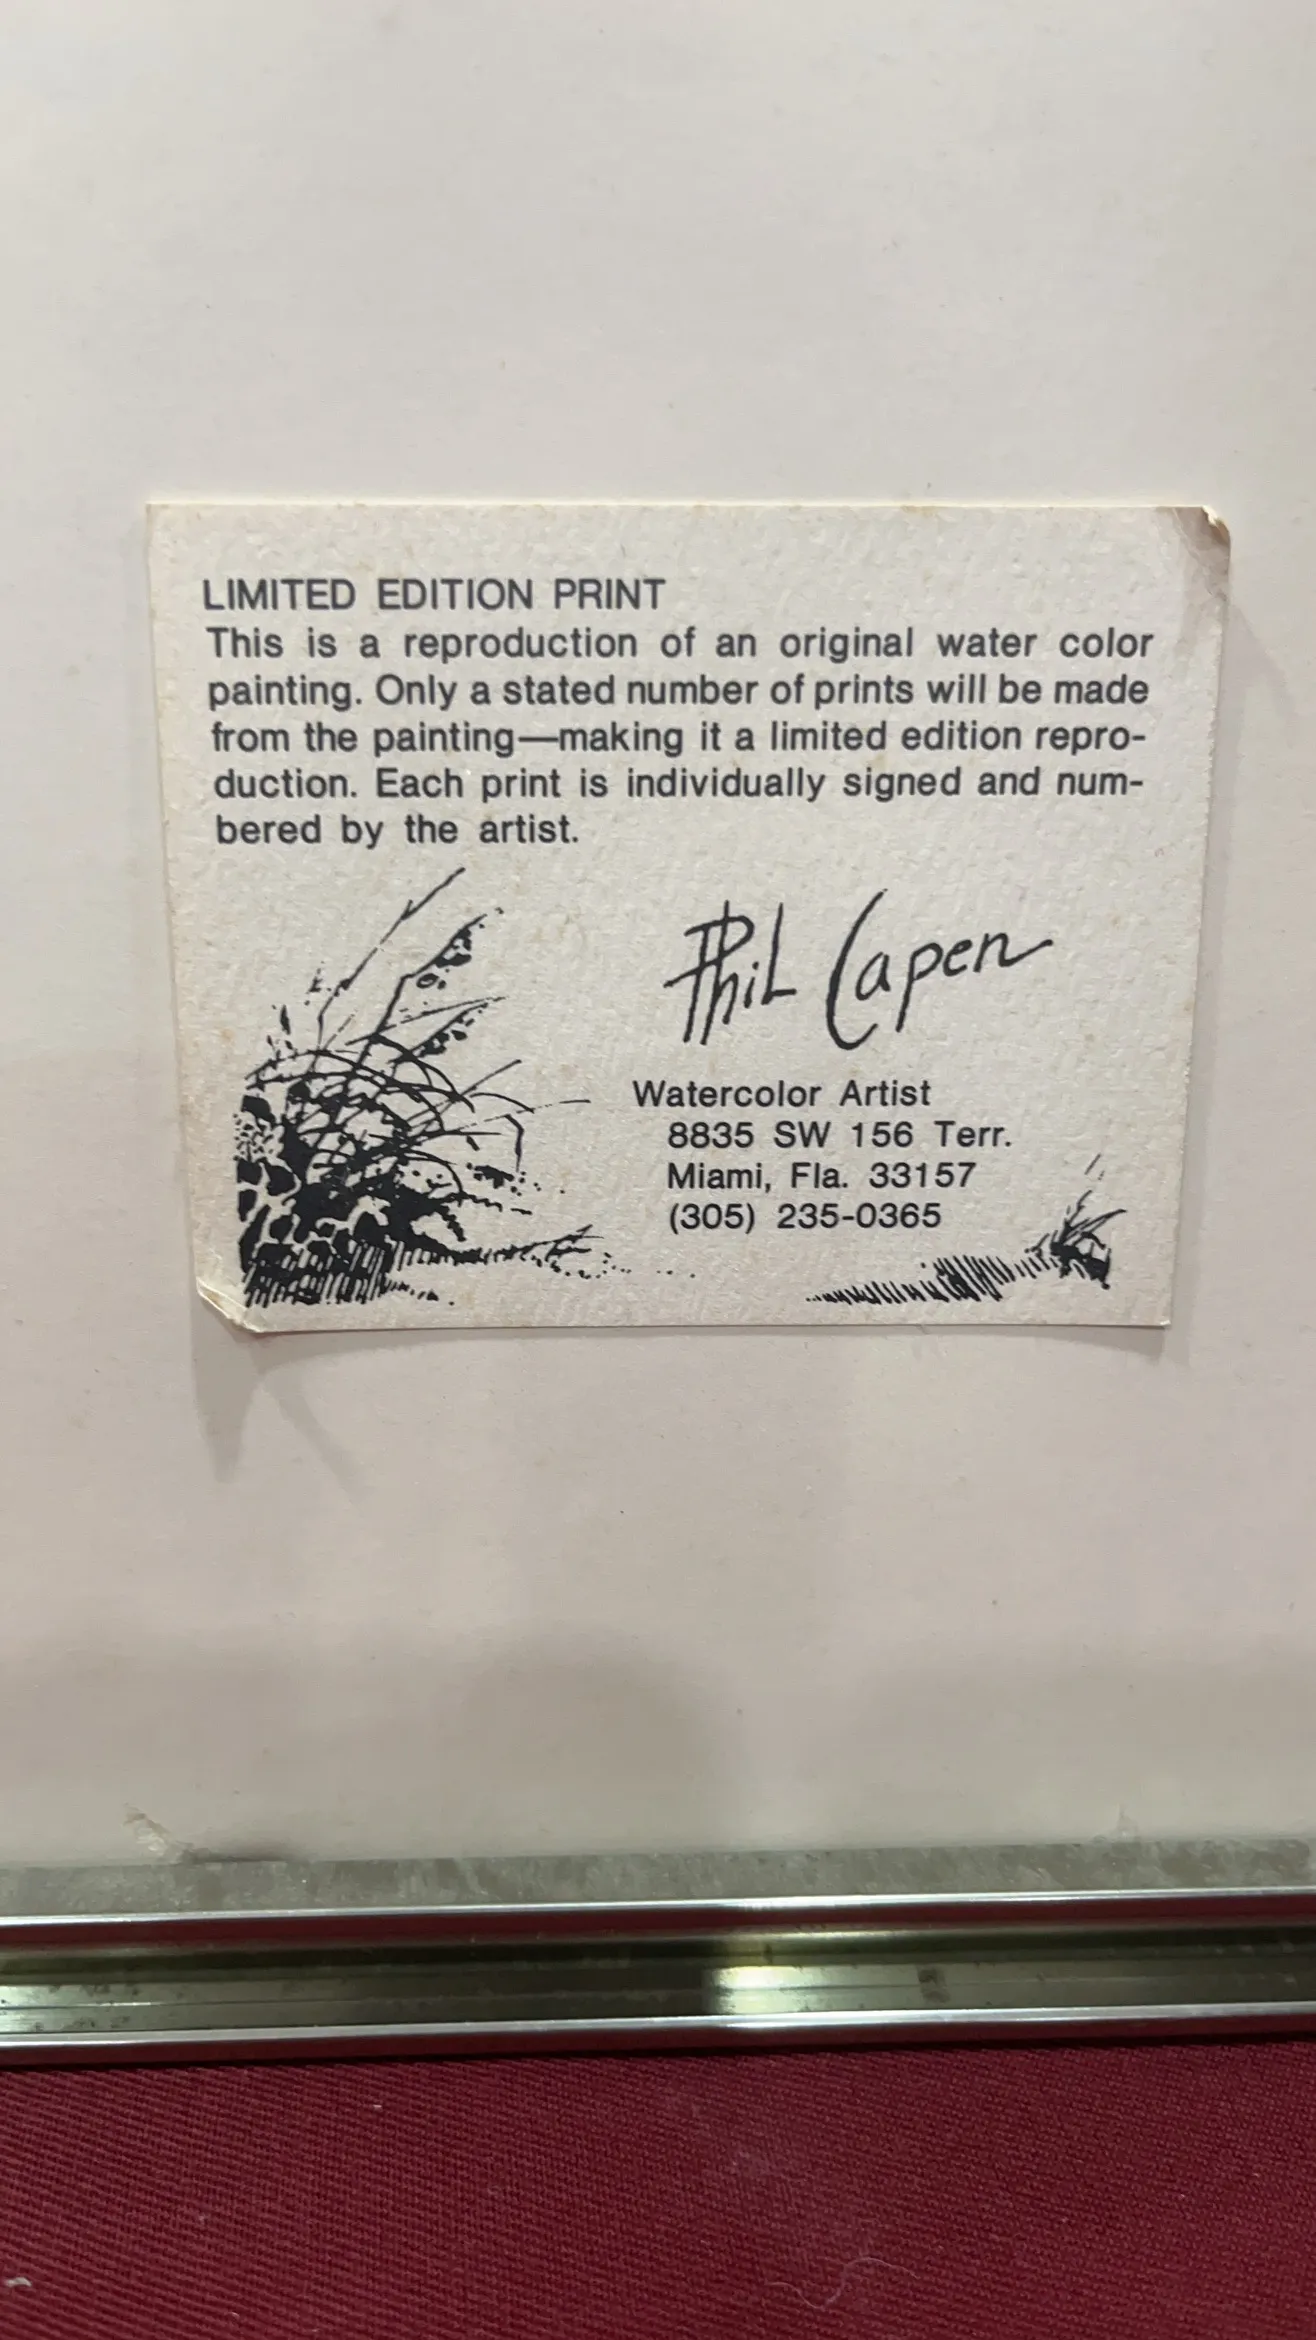 LIMITED EDITION PRINT
This is a reproduction of an original water color
painting. Only a stated number of prints will be made
from the painting—making it a limited edition repro-
duction. Each print is individually signed and num-
bered by the artist.
Phil Capen
Watercolor Artist
8835 SW 156 Terr.
Miami, Fla. 33157
(305) 235-0365